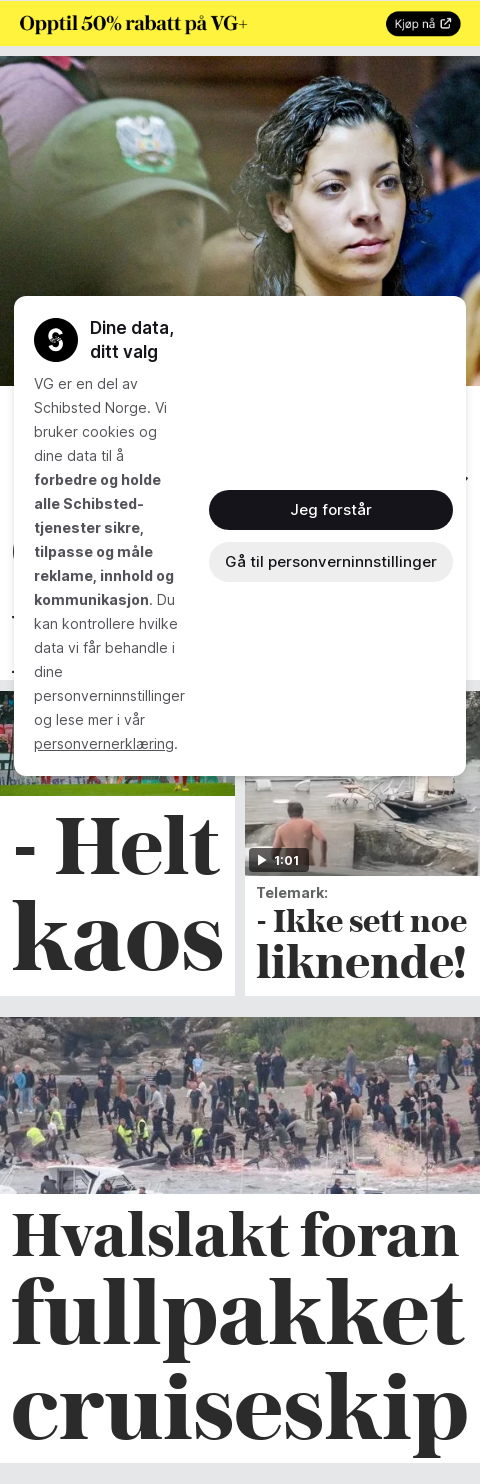 Opptil 50% rabatt på VG+
Kjøp nå
Dine data,
ditt valg
VG er en del av
Schibsted Norge. Vi
bruker cookies og
dine data til å
forbedre og holde
alle Schibsted-
tjenester sikre,
tilpasse og måle
reklame, innhold og
kommunikasjon. Du
kan kontrollere hvilke
data vi får behandle i
dine
personverninnstillinger
og lese mer i vår
personvernerklæring.
Jeg forstår
Gå til personverninnstillinger
- Helt
kaos
1:01
Telemark:
- Ikke sett noe
liknende!
Hvalslakt foran
fullpakket
cruiseskip